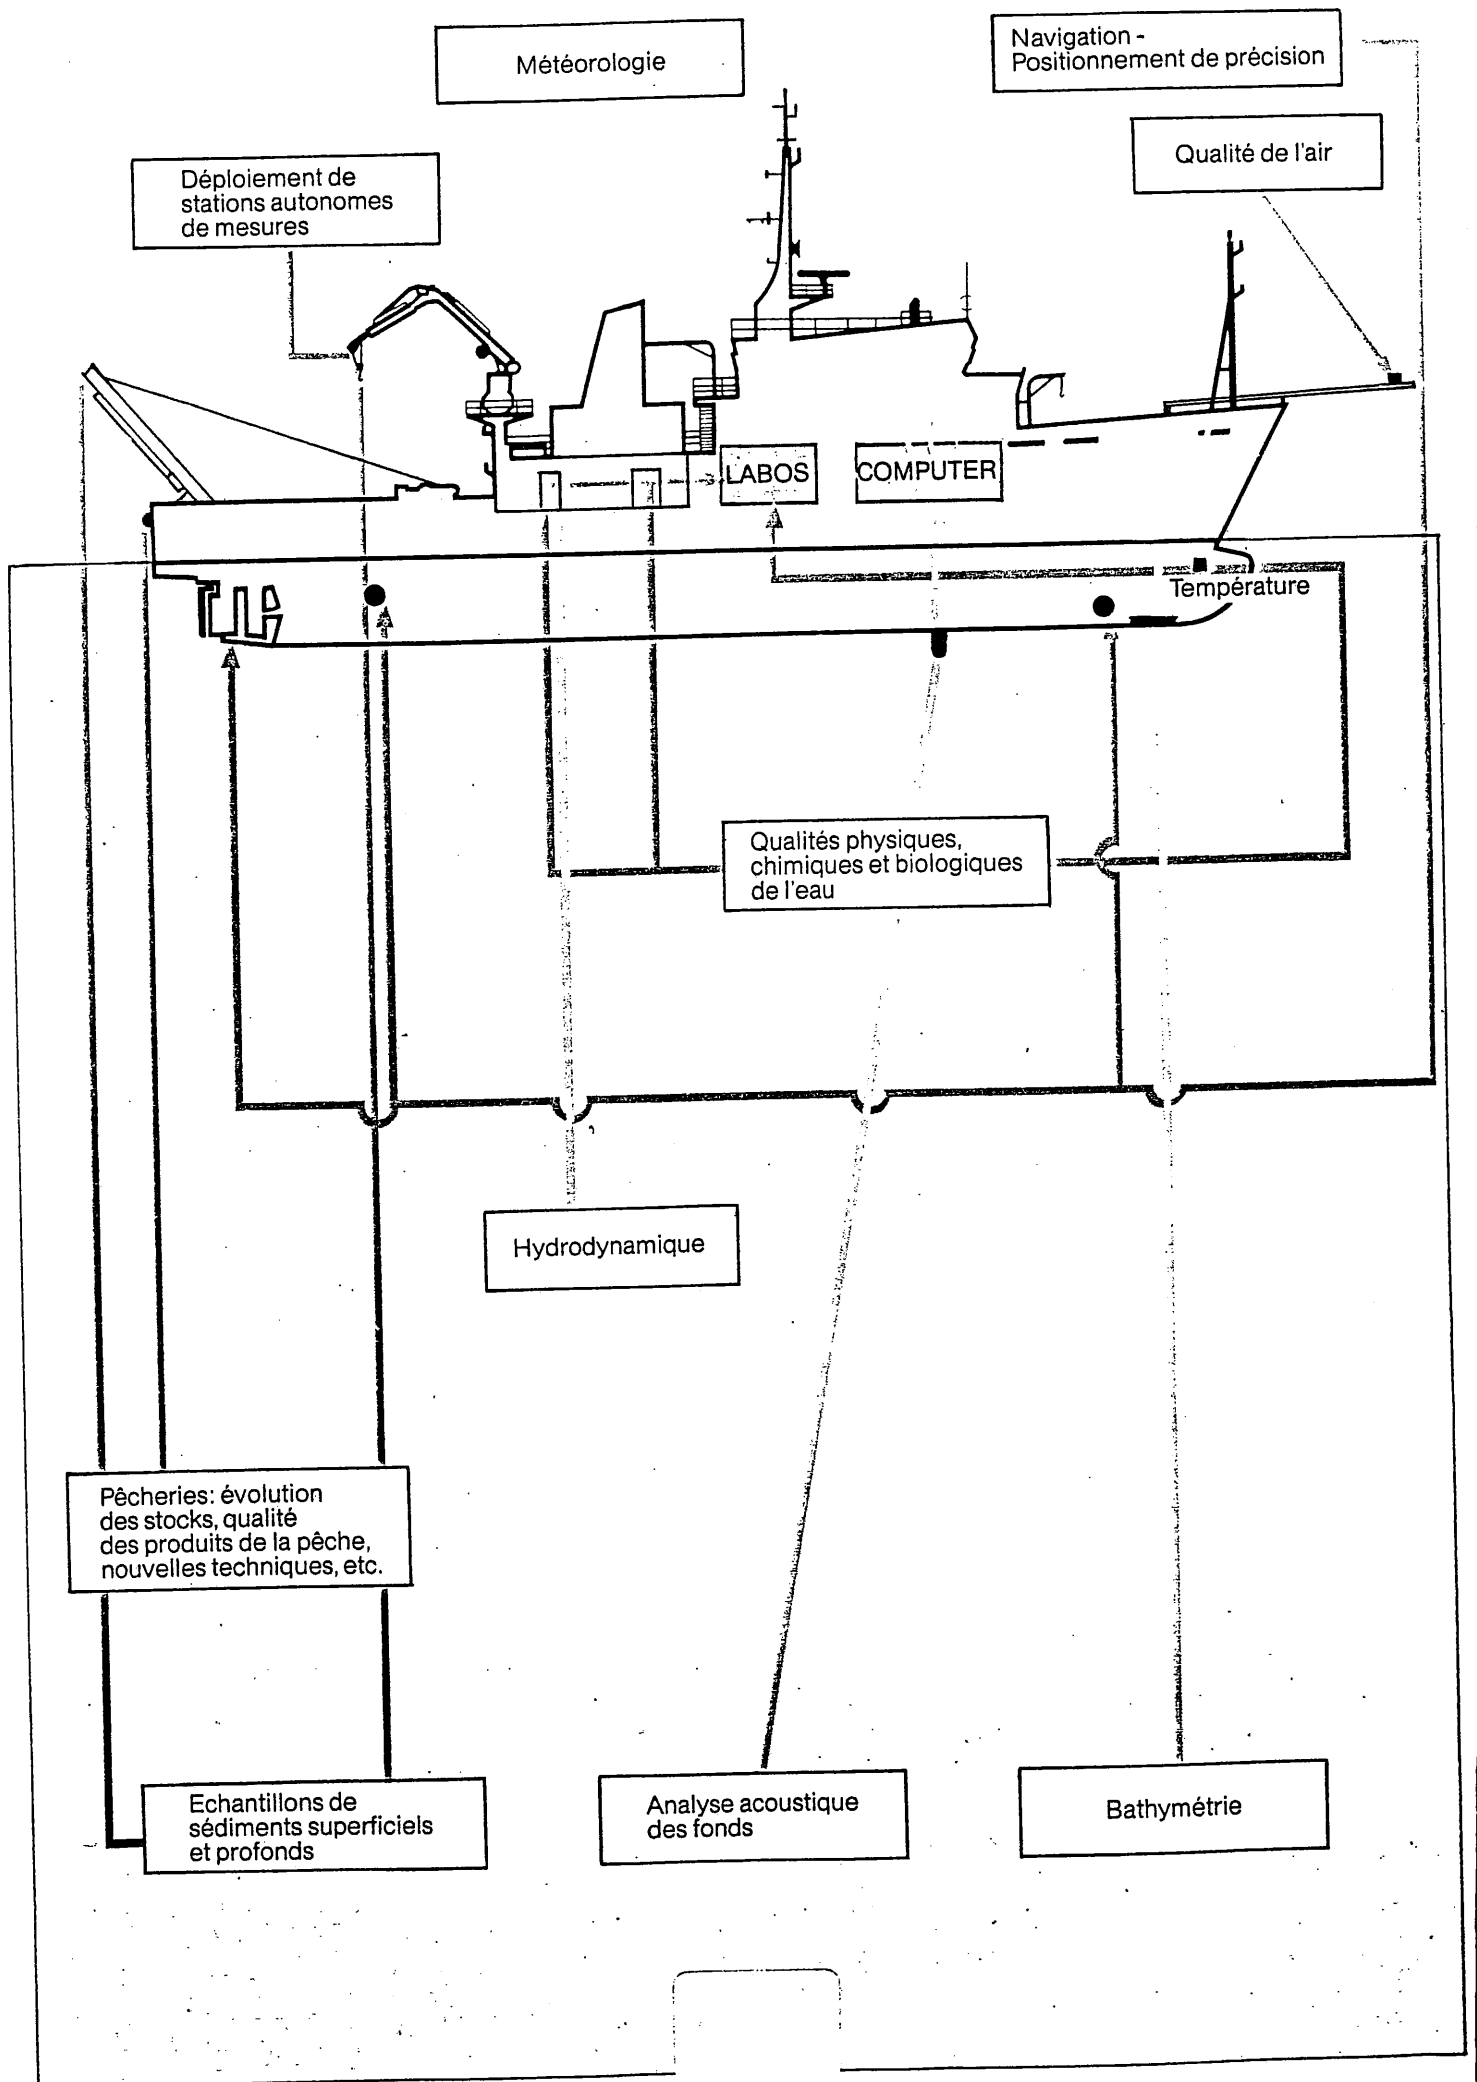 Météorologie
Navigation -
Positionnement de précision
Qualité de l'air
Déploiement de
stations autonomes
de mesures
LABOS
COMPUTER
Température
Qualités physiques,
chimiques et biologiques
de l'eau
Hydrodynamique
Pêcheries: évolution
des stocks, qualité
des produits de la pêche,
nouvelles techniques, etc.
Echantillons de
sédiments superficiels
et profonds
Analyse acoustique
des fonds
Bathymétrie